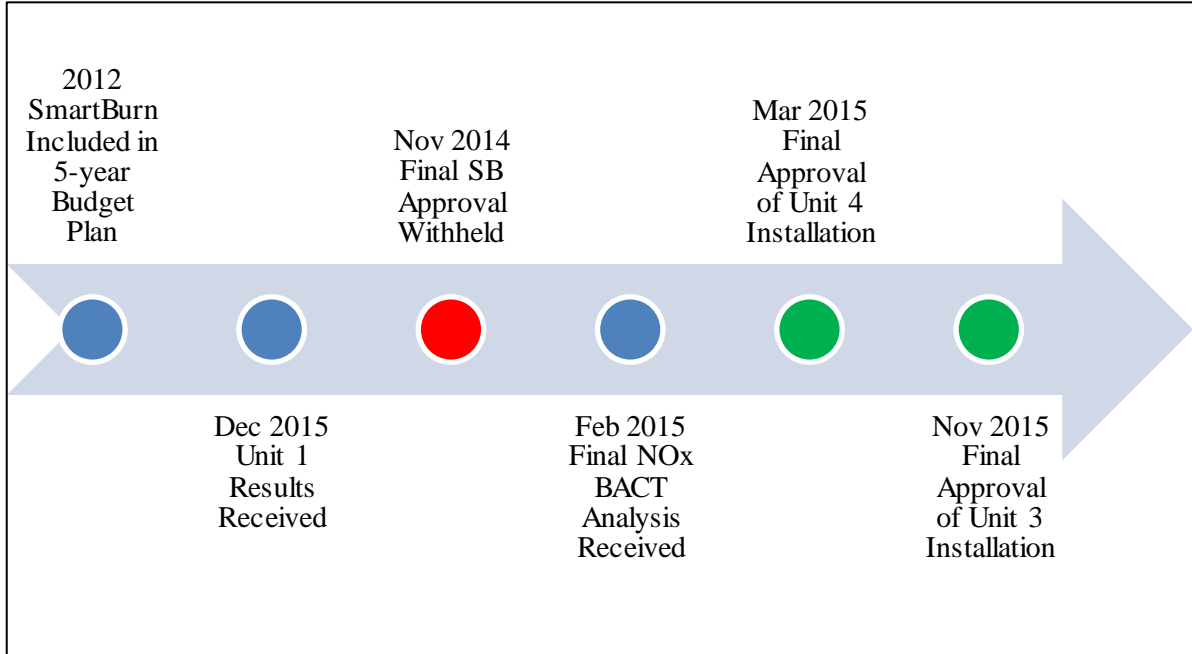 2012
SmartBurn
Included in
5-year
Budget
Plan
Dec 2015
Unit 1
Results
Received
Nov 2014
Final SB
Approval
Withheld
Feb 2015
Final NOx
BACT
Analysis
Received
Mar 2015
Final
Approval
of Unit 4
Installation
Nov 2015
Final
Approval
of Unit 3
Installation